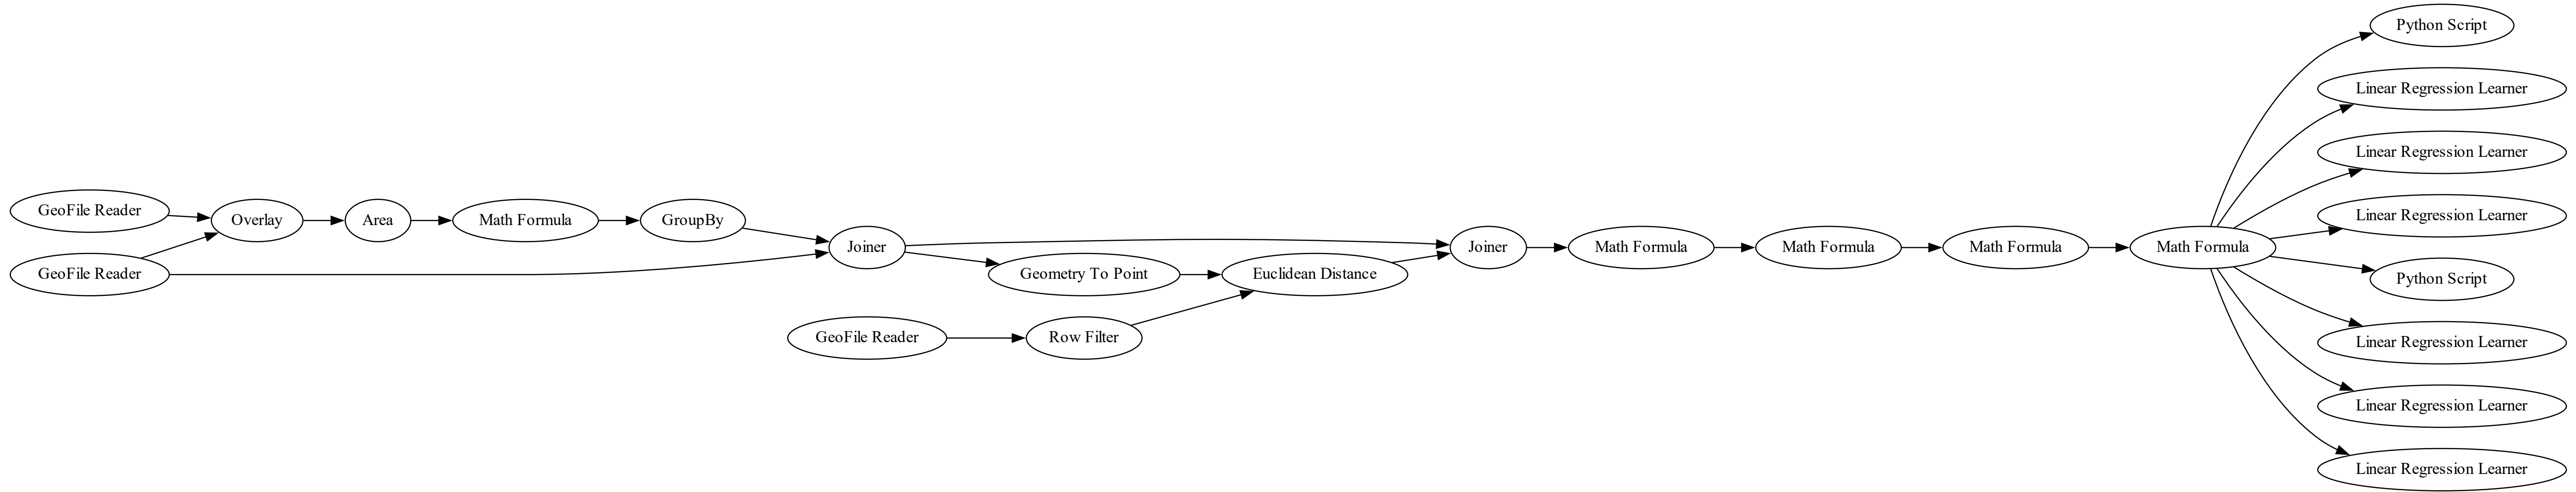 Python Script
Linear Regression Learner
Linear Regression Learner
GeoFile Reader
Overlay
Area
Math Formula
GroupBy
Linear Regression Learner
GeoFile Reader
Joiner
Joiner
Math Formula
Math Formula
Math Formula
Math Formula
Geometry To Point
Euclidean Distance
Python Script
GeoFile Reader
Row Filter
Linear Regression Learner
Linear Regression Learner
Linear Regression Learner